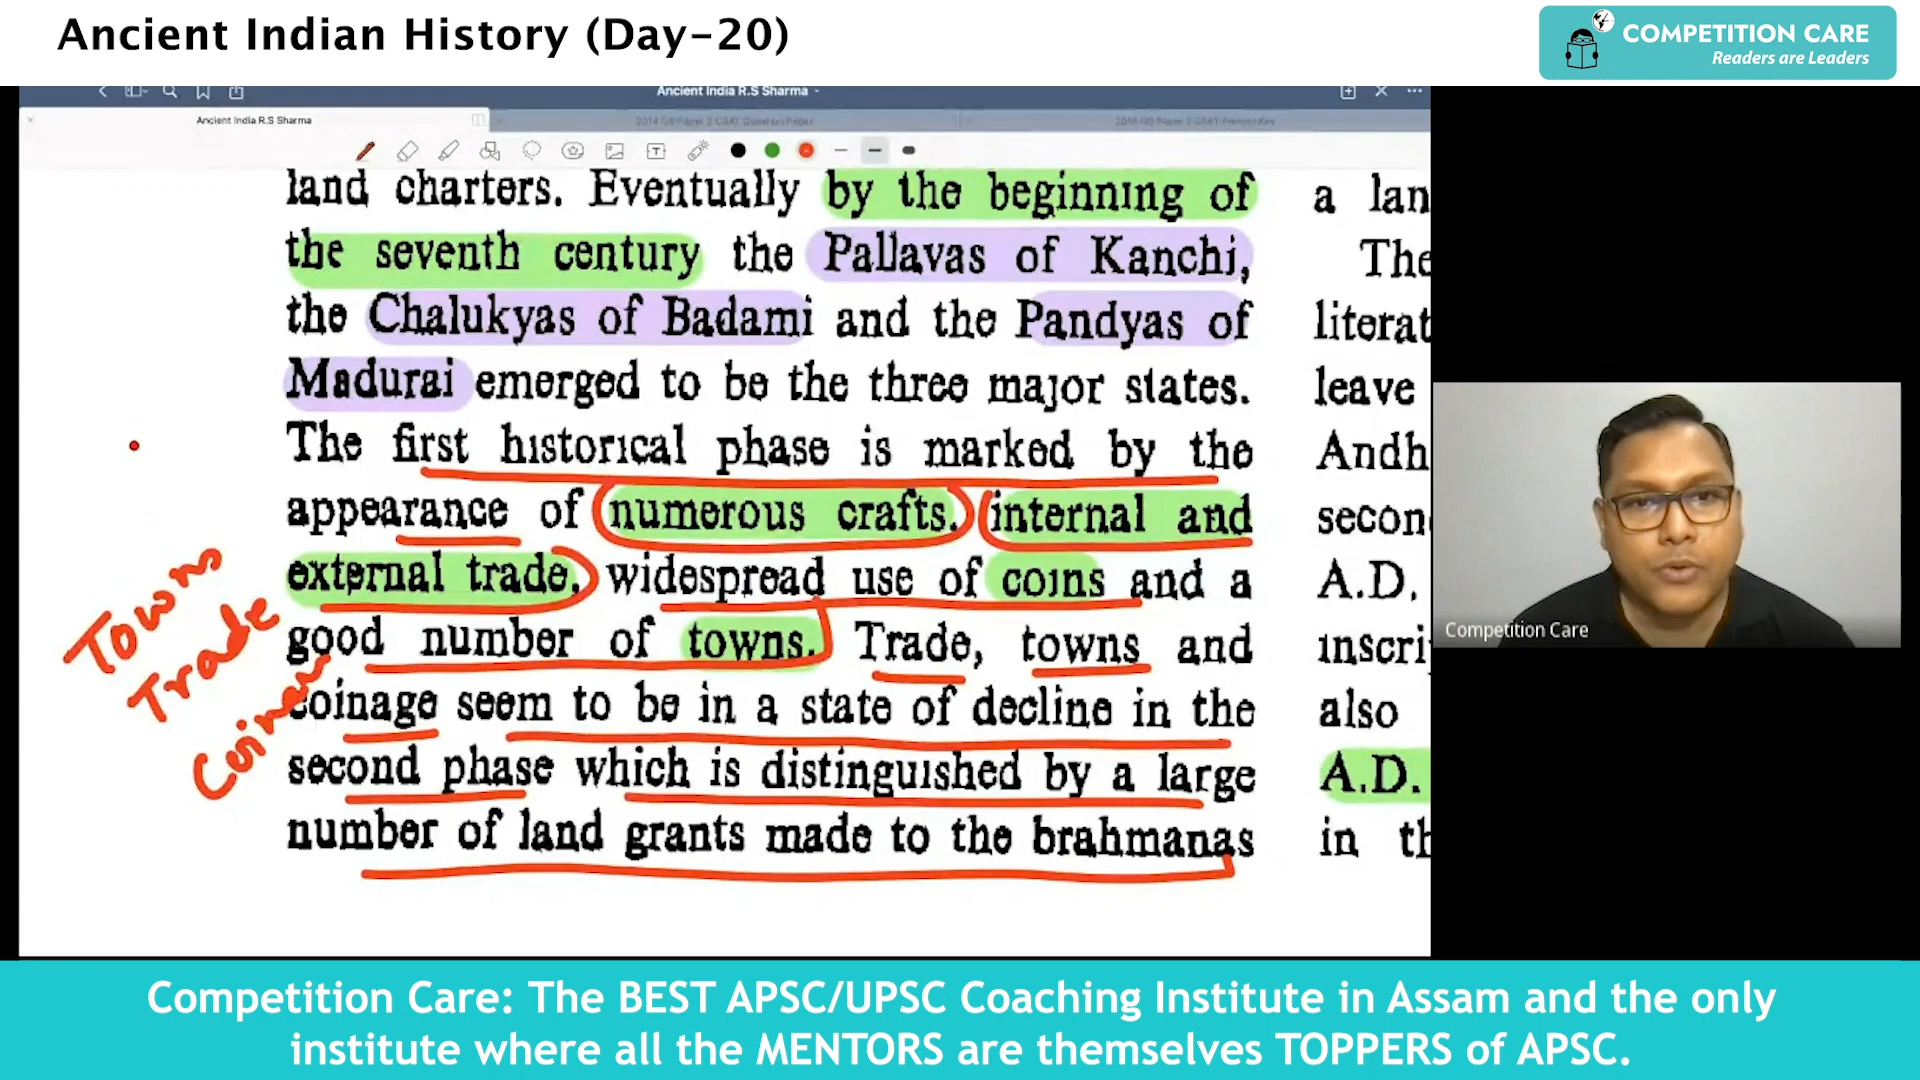 Ancient Indian History (Day-20)
COMPETITION CARE
Readers are Leaders
Ancient India R.S Sharma
Ancient India R.S Sharma
land charters. Eventually by the beginning of
the seventh century the Pallavas of Kanchi,
the Chalukyas of Badami and the Pandyas of
Madurai emerged to be the three major states.
The first historical phase is marked by the
appearance of numerous crafts. internal and
external trade, widespread use of coins and a
good number of towns. Trade, towns and
coinage seem to be in a state of decline in the
second phase which is distinguished by a large
number of land grants made to the brahmanas
Town
Trade
a lan
The
literat
leave
Andh
secon
A.D.
inscri
also
A.D.
in th
Competition Care
Competition Care: The BEST APSC/UPSC Coaching Institute in Assam and the only
institute where all the MENTORS are themselves TOPPERS of APSC.